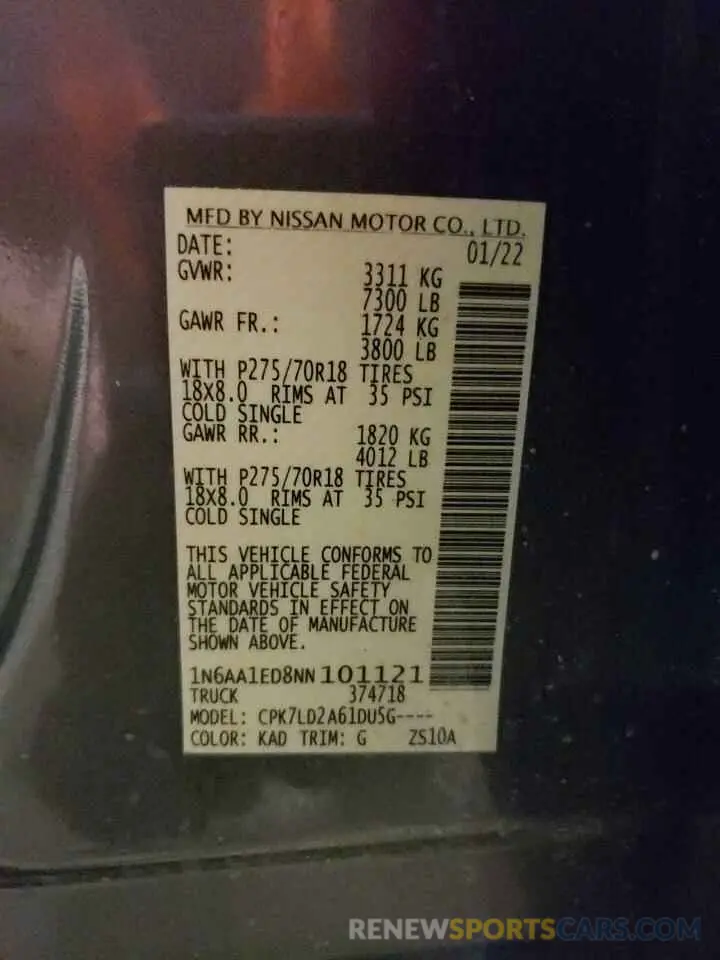 MFD BY NISSAN MOTOR CO., LTD.
DATE: 01/22
GVWR: 3311 KG
7300 LB
GAWR FR.: 1724 KG
3800 LB
WITH P275/70R18 TIRES
18X8.0 RIMS AT 35 PSI
COLD SINGLE
GAWR RR.: 1820 KG
4012 LB
WITH P275/70R18 TIRES
18X8.0 RIMS AT 35 PSI
COLD SINGLE
THIS VEHICLE CONFORMS TO
ALL APPLICABLE FEDERAL
MOTOR VEHICLE SAFETY
STANDARDS IN EFFECT ON
THE DATE OF MANUFACTURE
SHOWN ABOVE.
1N6AA1ED8NN101121
TRUCK 374718
MODEL: CPK7LD2A61DU5G----
COLOR: KAD TRIM: G ZS10A
RENEWSPORTSCARS.COM